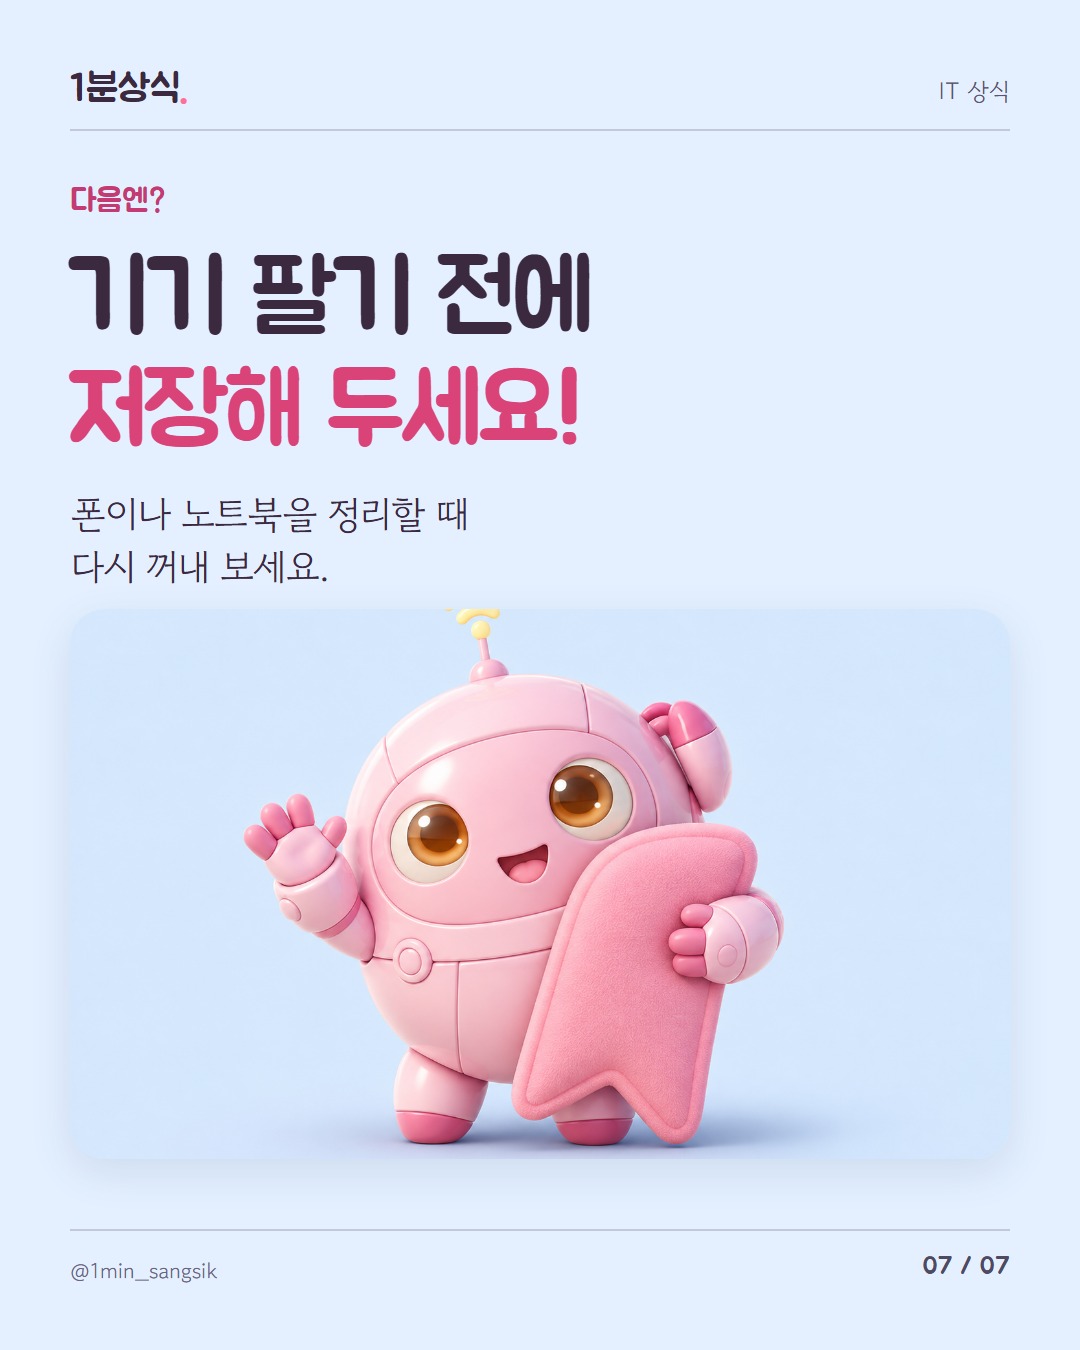 1분상식.
IT 상식
다음엔?
기기 팔기 전에
저장해 두세요!
폰이나 노트북을 정리할 때
다시 꺼내 보세요.
@1min_sangsik
07 / 07